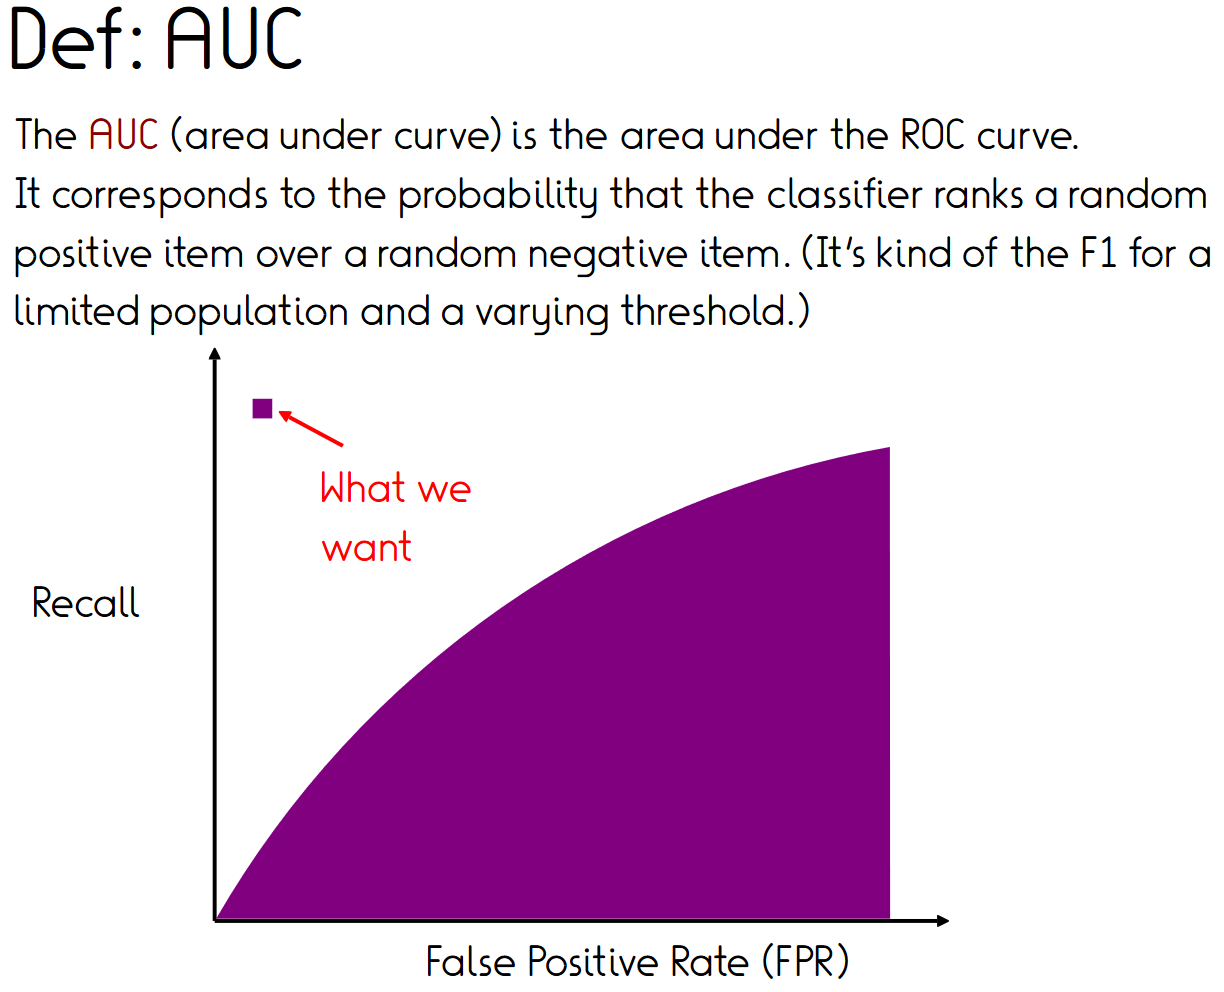 Def: AUC
The AUC (area under curve) is the area under the ROC curve.
It corresponds to the probability that the classifier ranks a random
positive item over a random negative item. (It's kind of the F1 for a
limited population and a varying threshold.)
What we
want
Recall
False Positive Rate (FPR)